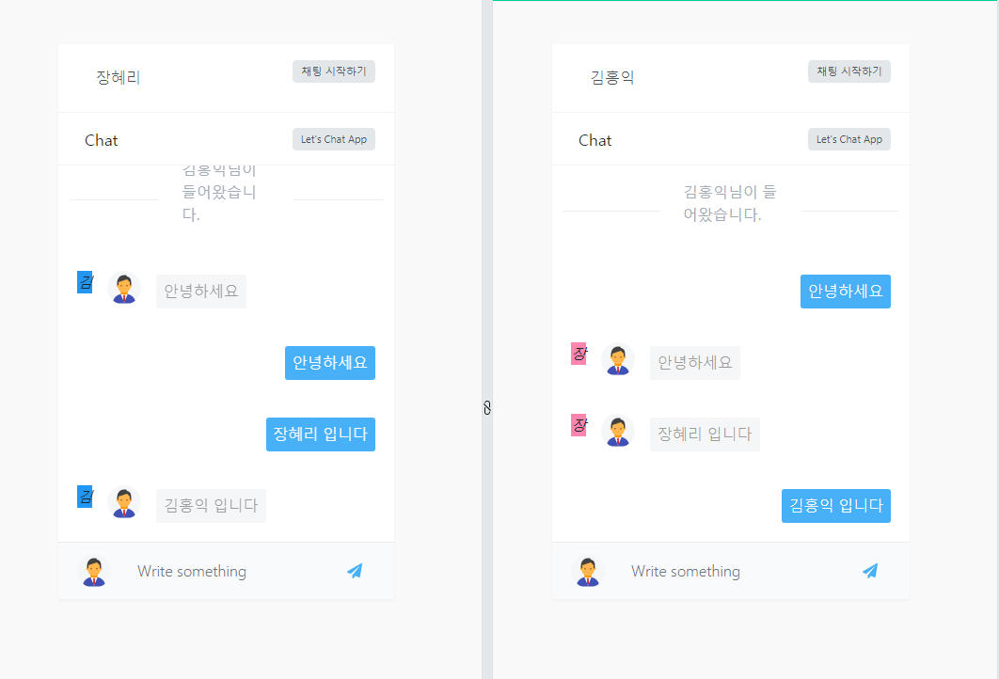 장혜리
채팅 시작하기
Chat
Let's Chat App
김홍익님이
들어왔습니
다.
김
안녕하세요
안녕하세요
장혜리 입니다
김
김홍익 입니다
Write something
김홍익
채팅 시작하기
Chat
Let's Chat App
김홍익님이 들
어왔습니다.
안녕하세요
장
안녕하세요
장
장혜리 입니다
김홍익 입니다
Write something